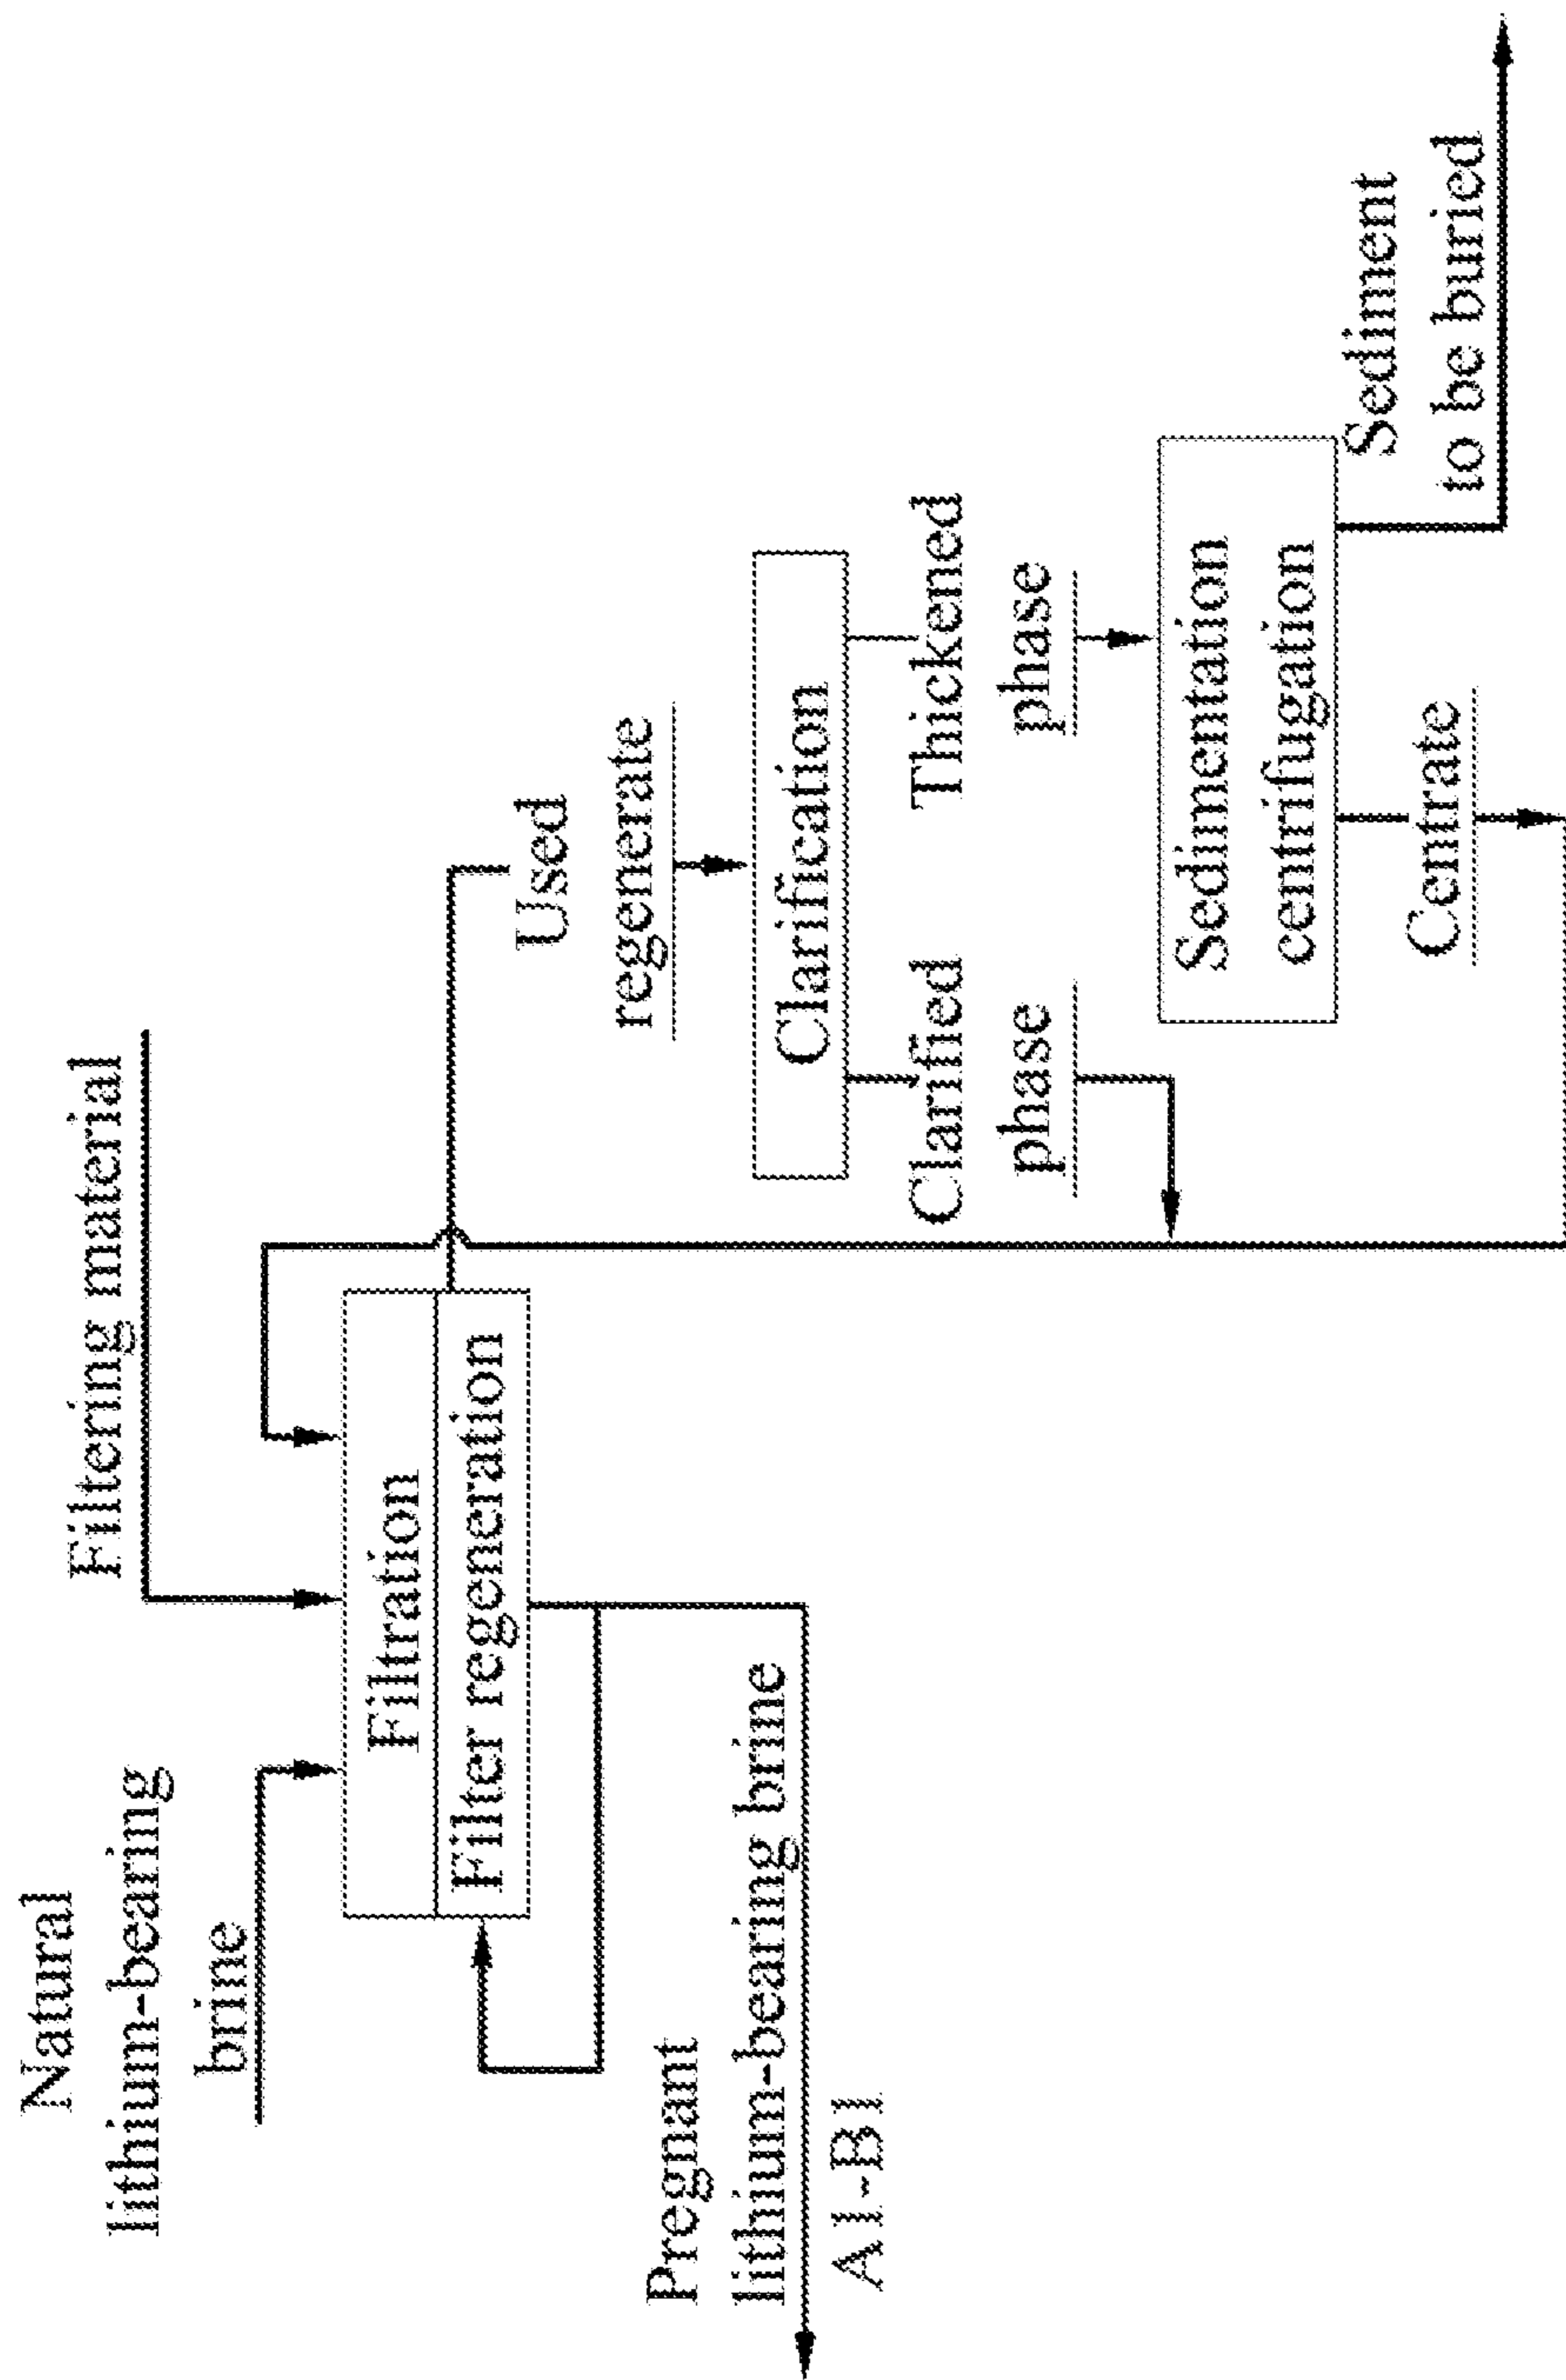 Natural
lithium-bearing
brine
Filtering material
Filtration
Filter regeneration
Pregnant
lithium-bearing brine
A1-B1
Used
regenerate
Clarification
Clarified
phase
Thickened
phase
Sedimentation
centrifugation
Centrate
Sediment
to be buried